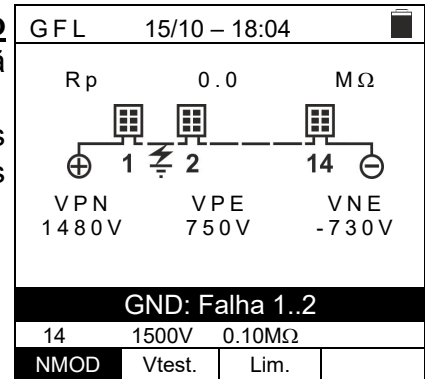 GFL 15/10 – 18:04
Rp 0.0 MΩ
1 2 14
VPN VPE VNE
1480V 750V -730V
GND: Falha 1..2
14 1500V 0.10MΩ
NMOD Vtest. Lim.